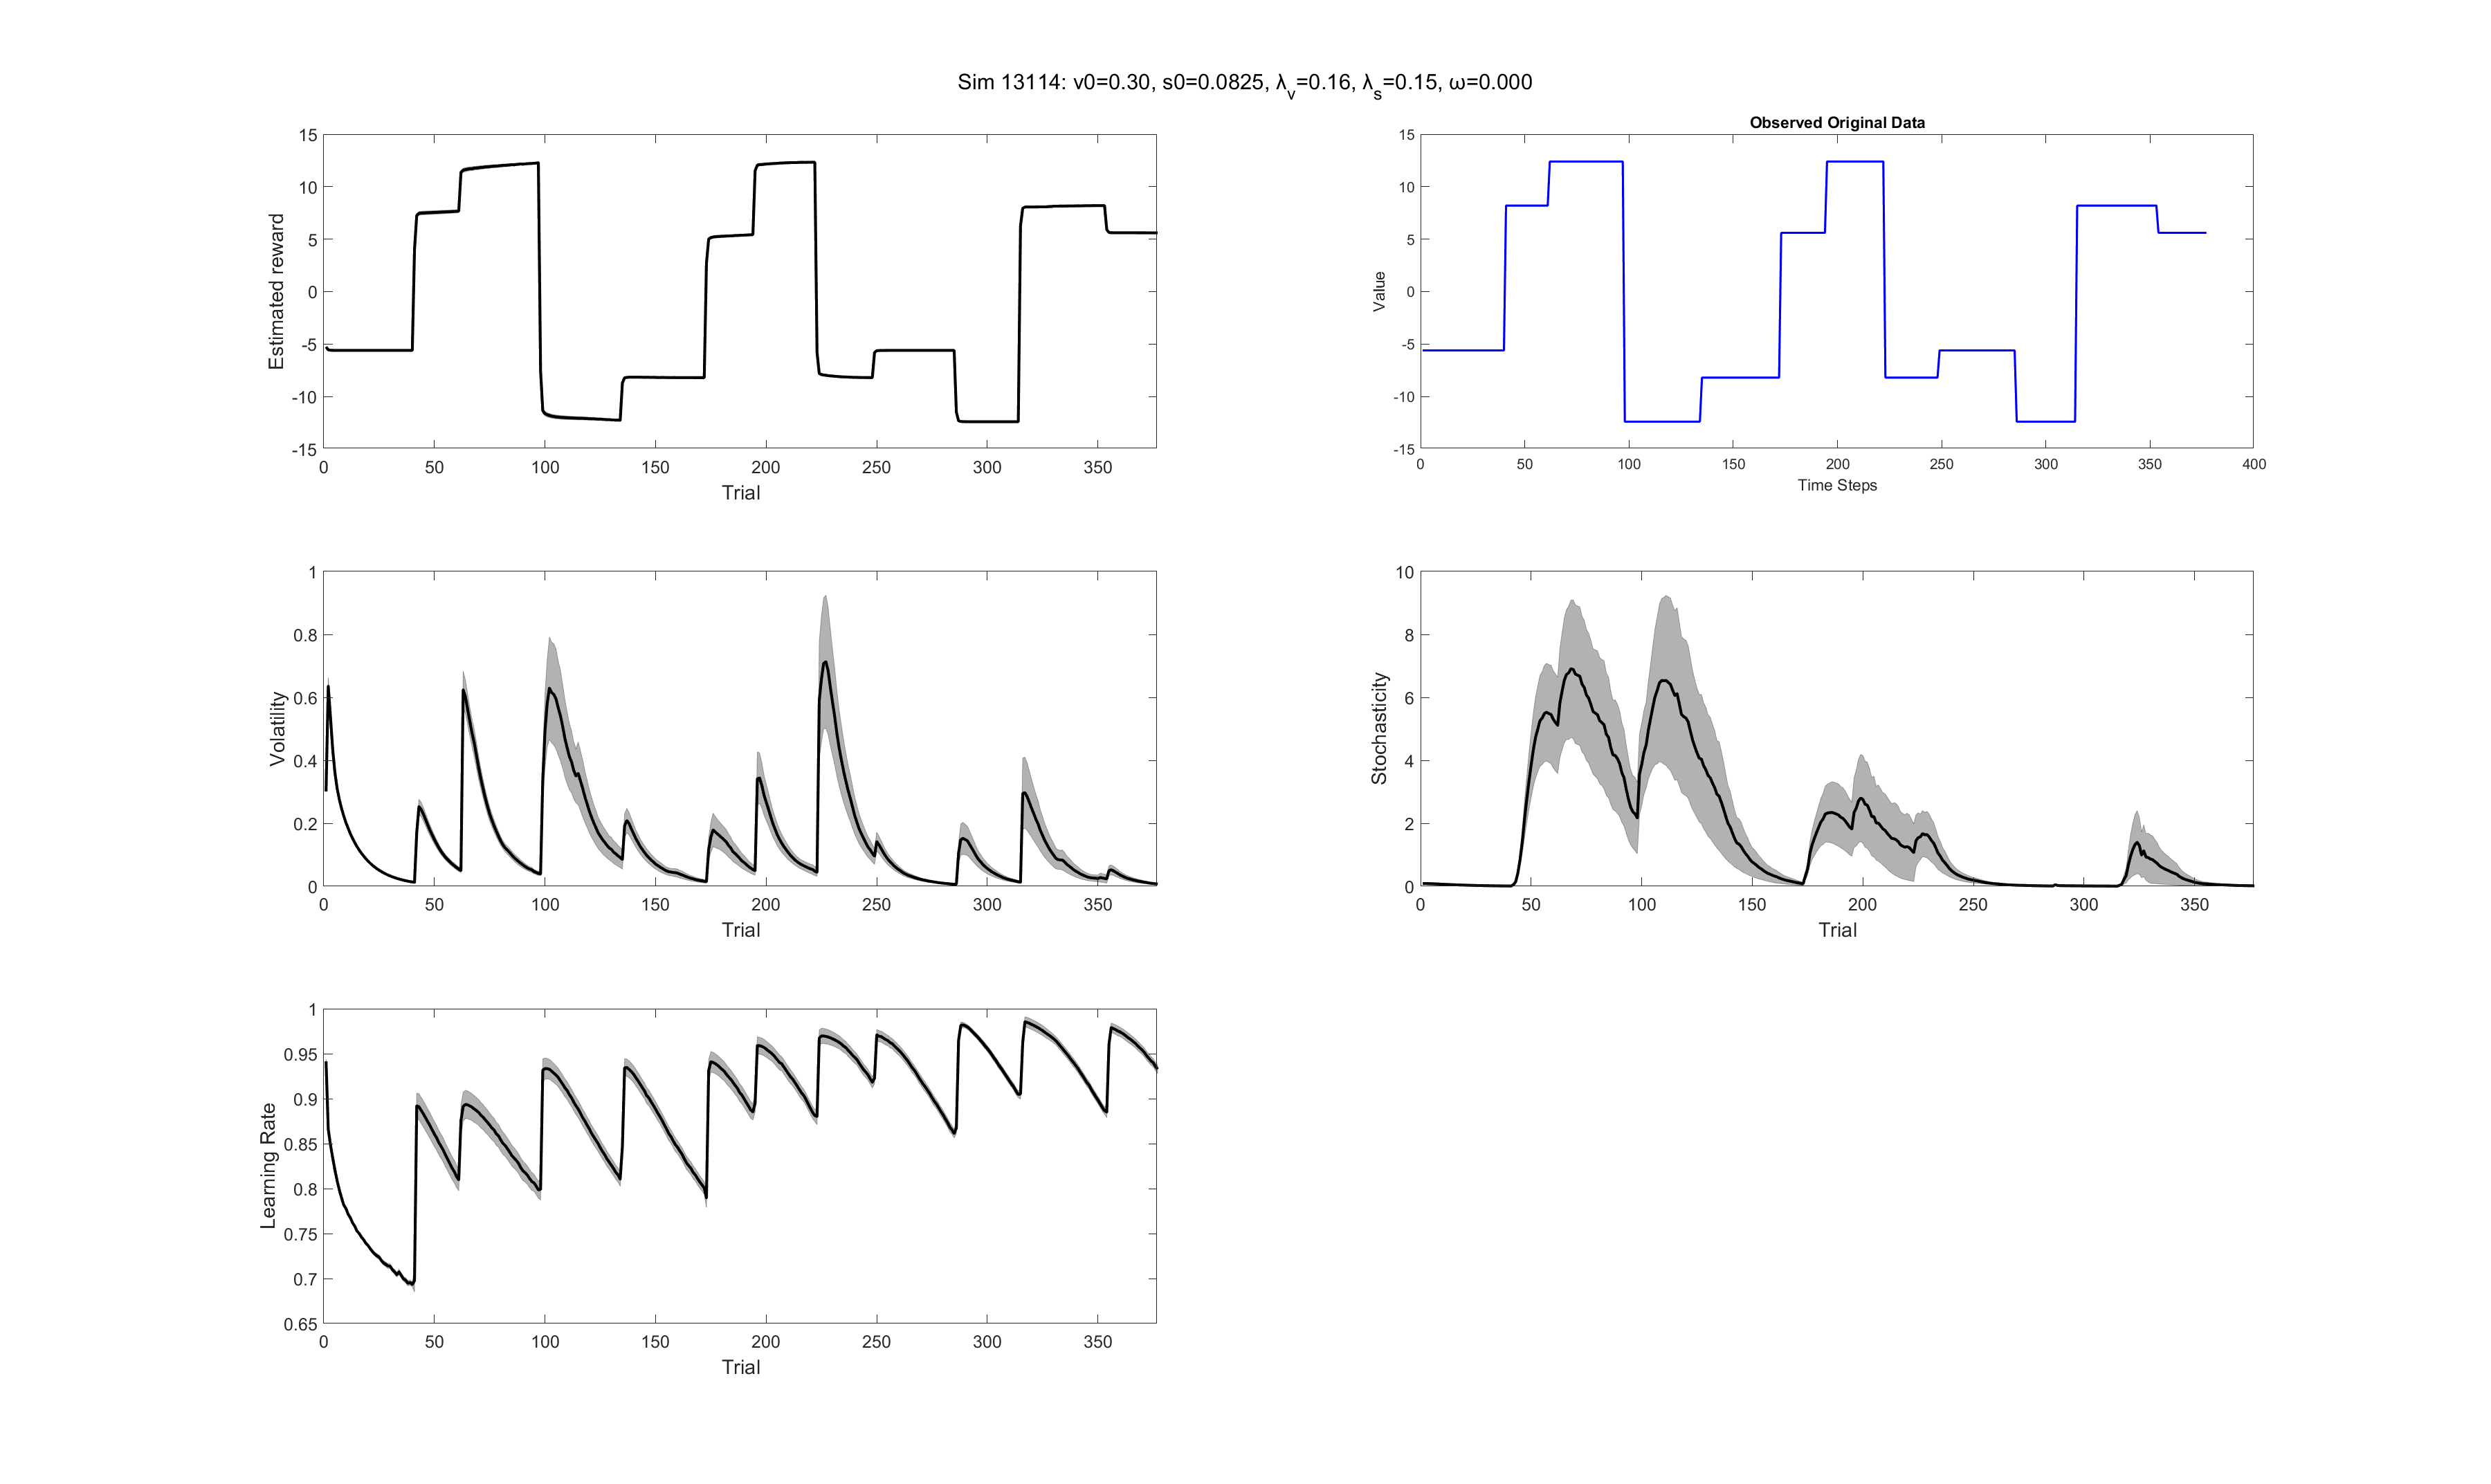 Sim 13114: v0=0.30, s0=0.0825, λv=0.16, λs=0.15, ω=0.000
15
10
5
0
-5
-10
-15
Estimated reward
0 50 100 150 200 250 300 350
Trial
Observed Original Data
15
10
5
0
-5
-10
-15
Value
0 50 100 150 200 250 300 350 400
Time Steps
1
0.8
0.6
0.4
0.2
0
Volatility
0 50 100 150 200 250 300 350
Trial
10
8
6
4
2
0
Stochasticity
0 50 100 150 200 250 300 350
Trial
1
0.95
0.9
0.85
0.8
0.75
0.7
0.65
Learning Rate
0 50 100 150 200 250 300 350
Trial